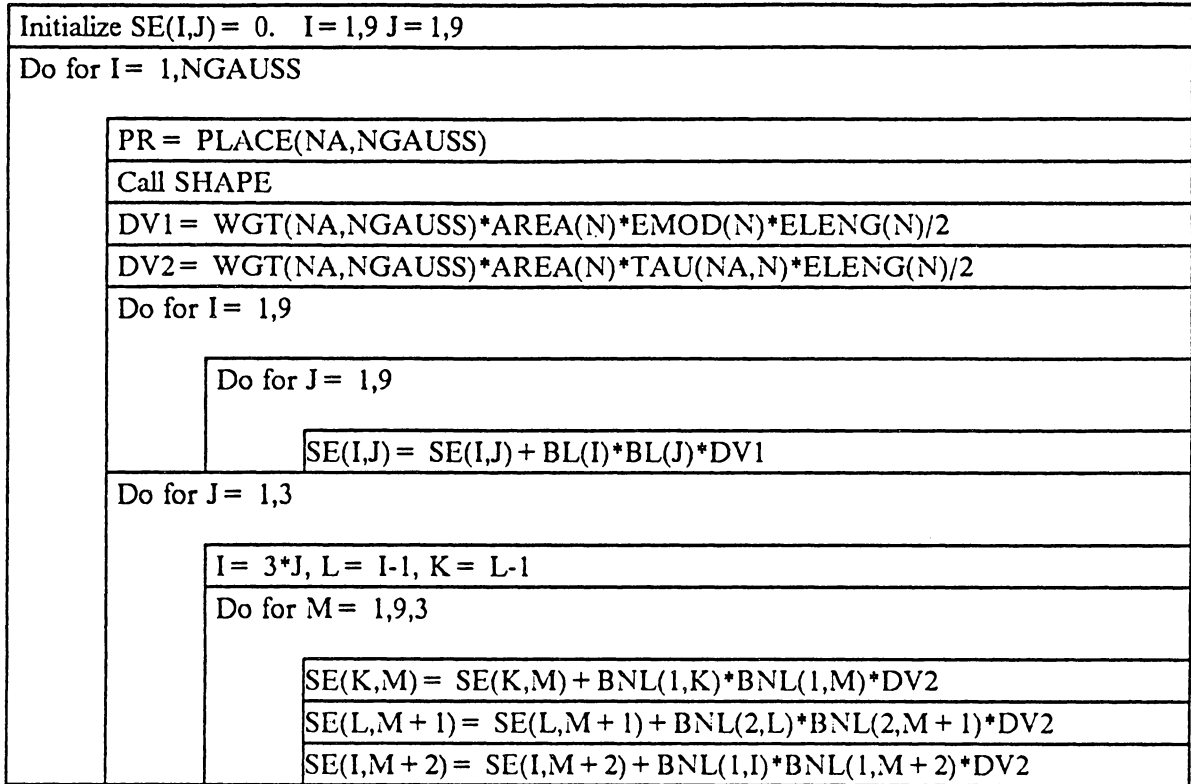 Initialize SE(I,J) = 0. I = 1,9 J = 1,9
Do for I = 1,NGAUSS
PR = PLACE(NA,NGAUSS)
Call SHAPE
DV1 = WGT(NA,NGAUSS)*AREA(N)*EMOD(N)*ELENG(N)/2
DV2 = WGT(NA,NGAUSS)*AREA(N)*TAU(NA,N)*ELENG(N)/2
Do for I = 1,9
Do for J = 1,9
SE(I,J) = SE(I,J) + BL(I)*BL(J)*DV1
Do for J = 1,3
I = 3*J, L = I-1, K = L-1
Do for M = 1,9,3
SE(K,M) = SE(K,M) + BNL(1,K)*BNL(1,M)*DV2
SE(L,M + 1) = SE(L,M + 1) + BNL(2,L)*BNL(2,M + 1)*DV2
SE(I,M + 2) = SE(I,M + 2) + BNL(1,I)*BNL(1,M + 2)*DV2